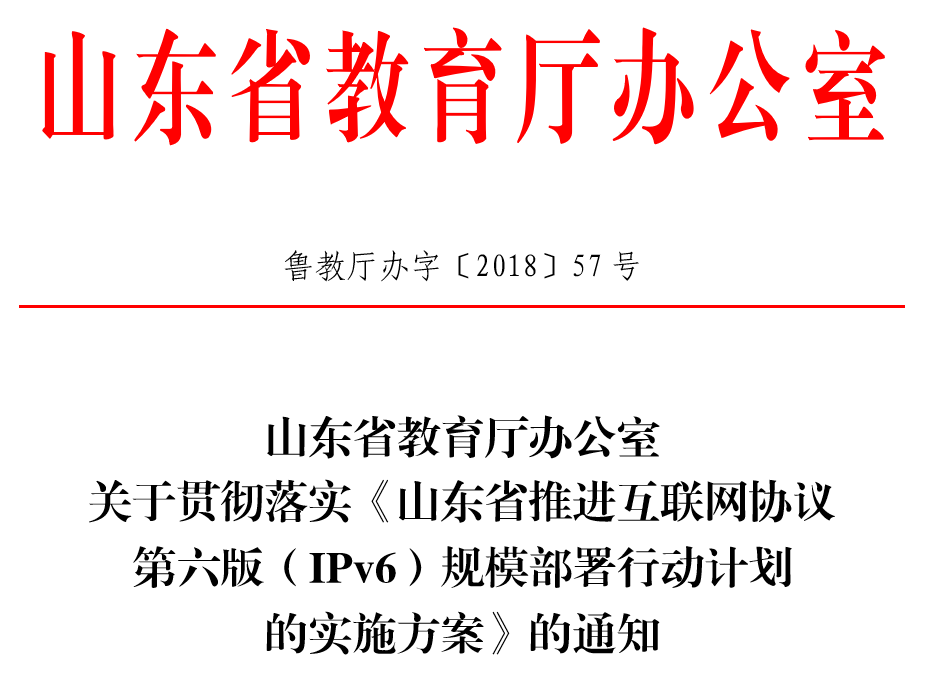 山东省教育厅办公室
鲁教厅办字〔2018〕57 号
山东省教育厅办公室
关于贯彻落实《山东省推进互联网协议
第六版（IPv6）规模部署行动计划
的实施方案》的通知